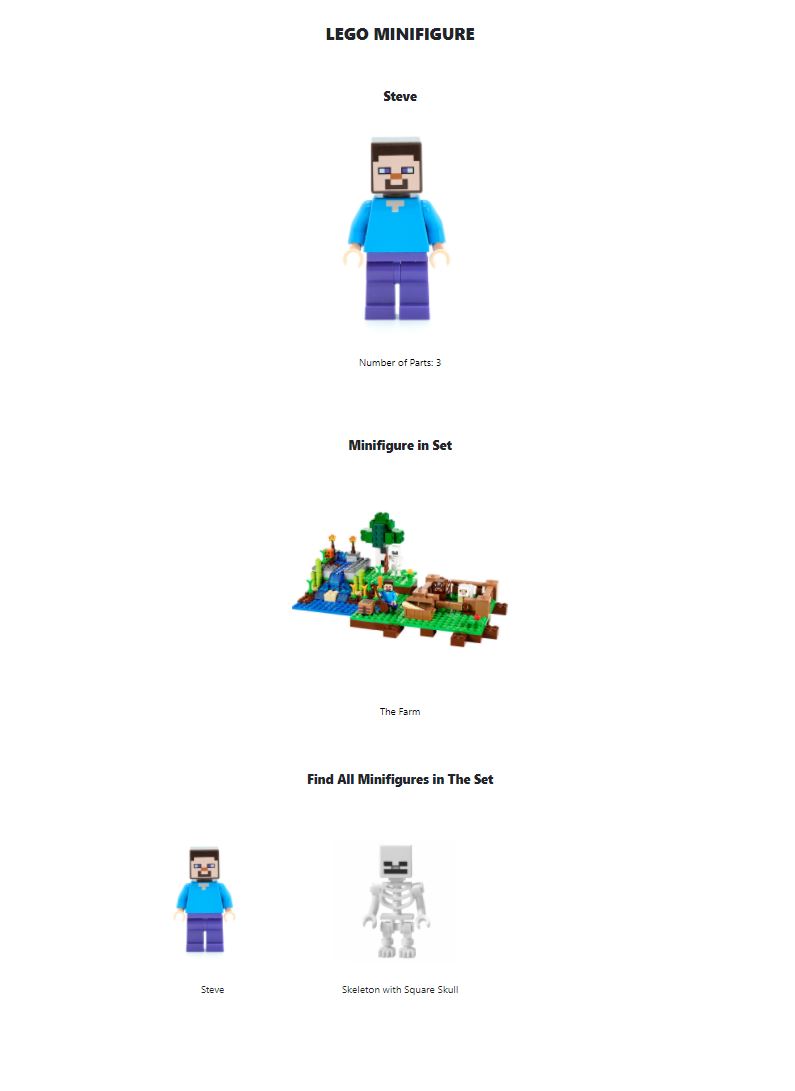 LEGO MINIFIGURE
Steve
Number of Parts: 3
Minifigure in Set
The Farm
Find All Minifigures in The Set
Steve
Skeleton with Square Skull